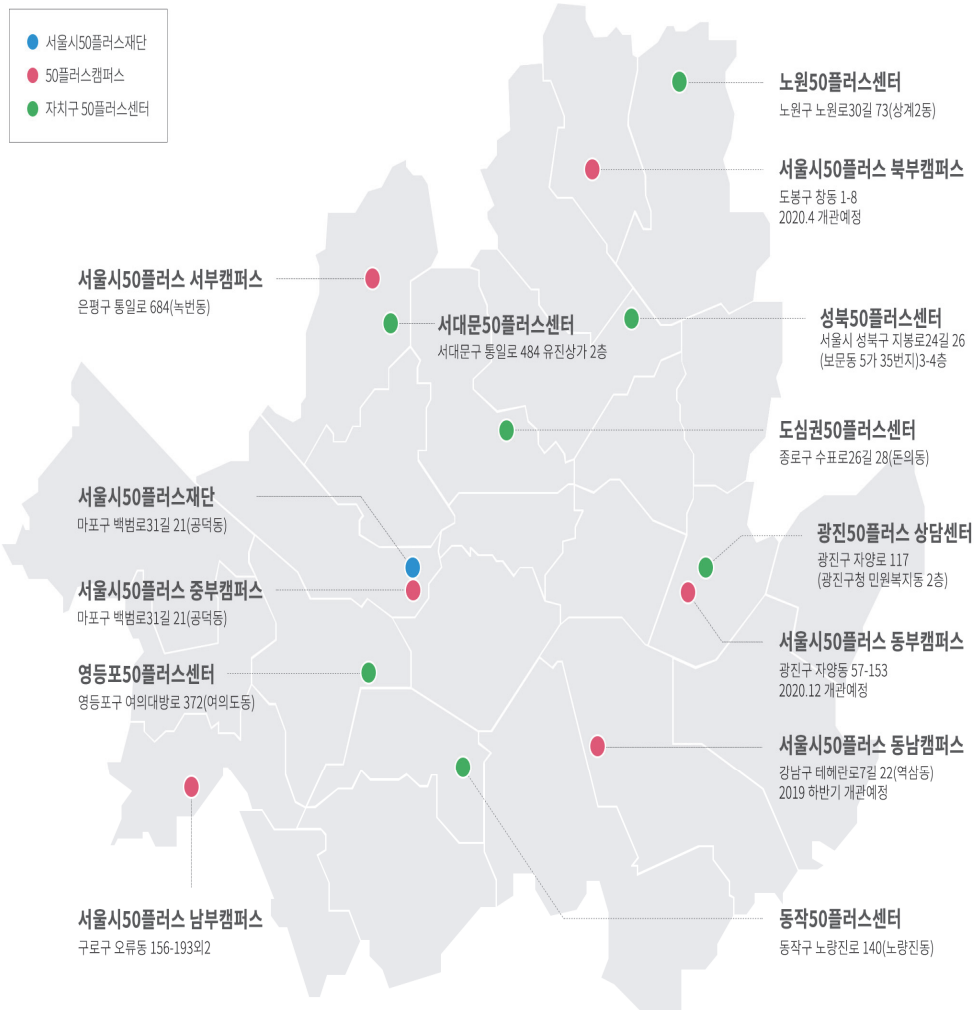 서울시50플러스재단
50플러스캠퍼스
자치구 50플러스센터
노원50플러스센터
노원구 노원로30길 73(상계2동)
서울시50플러스 북부캠퍼스
도봉구 창동 1-8
2020.4 개관예정
서울시50플러스 서부캠퍼스
은평구 통일로 684(녹번동)
서대문50플러스센터
서대문구 통일로 484 유진상가 2층
성북50플러스센터
서울시 성북구 지봉로24길 26
(보문동 5가 35번지)3-4층
도심권50플러스센터
종로구 수표로26길 28(돈의동)
서울시50플러스재단
마포구 백범로31길 21(공덕동)
광진50플러스 상담센터
광진구 자양로 117
(광진구청 민원복지동 2층)
서울시50플러스 중부캠퍼스
마포구 백범로31길 21(공덕동)
서울시50플러스 동부캠퍼스
광진구 자양동 57-153
2020.12 개관예정
영등포50플러스센터
영등포구 여의대방로 372(여의도동)
서울시50플러스 동남캠퍼스
강남구 테헤란로7길 22(역삼동)
2019 하반기 개관예정
서울시50플러스 남부캠퍼스
구로구 오류동 156-193외2
동작50플러스센터
동작구 노량진로 140(노량진동)